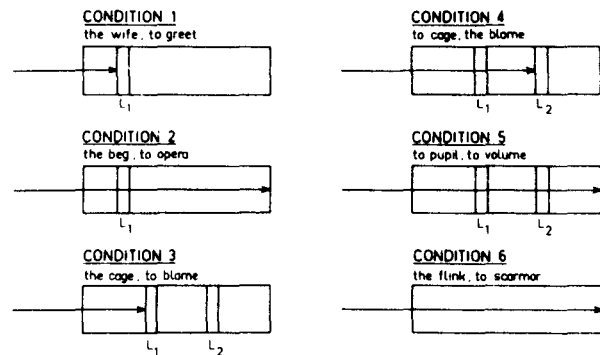 CONDITION 1
the wife, to greet
L1
CONDITION 2
the beg, to opera
L1
CONDITION 3
the cage, to blame
L1 L2
CONDITION 4
to cage, the blame
L1 L2
CONDITION 5
to pupil, to volume
L1 L2
CONDITION 6
the flink, to scarmar